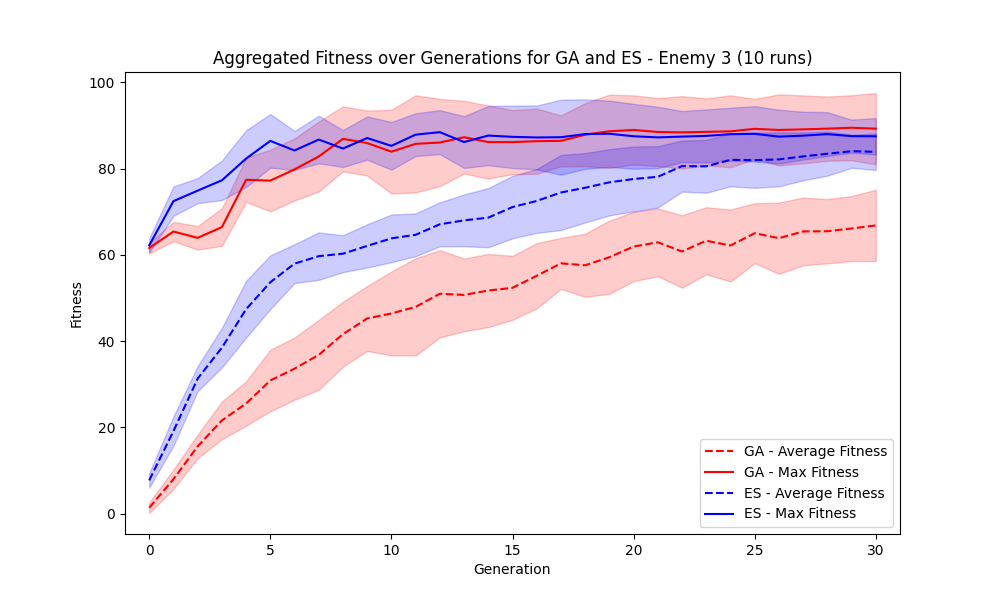 Aggregated Fitness over Generations for GA and ES - Enemy 3 (10 runs)
100
80
60
40
20
0
Fitness
0 5 10 15 20 25 30
Generation
GA - Average Fitness
GA - Max Fitness
ES - Average Fitness
ES - Max Fitness